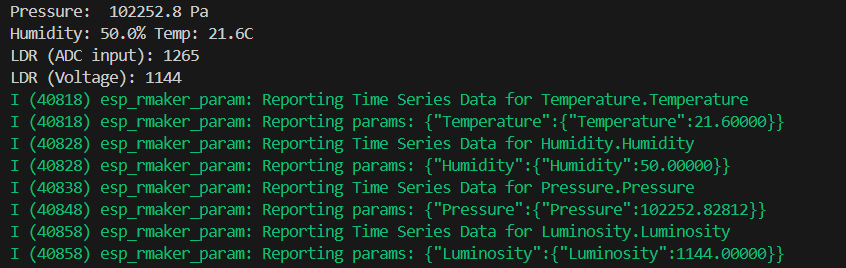 Pressure:  102252.8 Pa
Humidity: 50.0% Temp: 21.6C
LDR (ADC input): 1265
LDR (Voltage): 1144
I (40818) esp_rmaker_param: Reporting Time Series Data for Temperature.Temperature
I (40818) esp_rmaker_param: Reporting params: {"Temperature":{"Temperature":21.60000}}
I (40828) esp_rmaker_param: Reporting Time Series Data for Humidity.Humidity
I (40828) esp_rmaker_param: Reporting params: {"Humidity":{"Humidity":50.00000}}
I (40838) esp_rmaker_param: Reporting Time Series Data for Pressure.Pressure
I (40848) esp_rmaker_param: Reporting params: {"Pressure":{"Pressure":102252.82812}}
I (40858) esp_rmaker_param: Reporting Time Series Data for Luminosity.Luminosity
I (40858) esp_rmaker_param: Reporting params: {"Luminosity":{"Luminosity":1144.00000}}